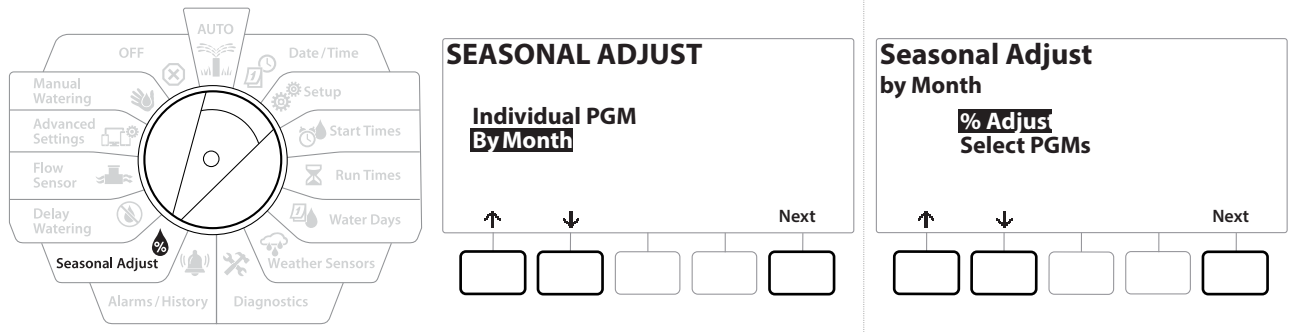 AUTO
OFF
Date/Time
Manual
Watering
Setup
Advanced
Settings
Start Times
Flow
Sensor
Run Times
Delay
Watering
Water Days
%
Seasonal Adjust
Weather Sensors
Alarms/History
Diagnostics
SEASONAL ADJUST
Individual PGM
By Month
Next
Seasonal Adjust
by Month
% Adjust
Select PGMs
Next